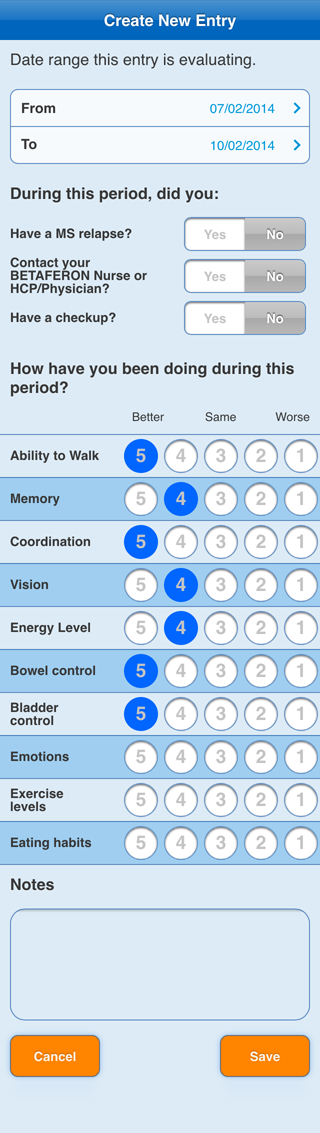 Create New Entry
Date range this entry is evaluating.
From 07/02/2014
To 10/02/2014
During this period, did you:
Have a MS relapse? Yes No
Contact your
BETAFERON Nurse or
HCP/Physician? Yes No
Have a checkup? Yes No
How have you been doing during this
period?
Better Same Worse
Ability to Walk 5 4 3 2 1
Memory 5 4 3 2 1
Coordination 5 4 3 2 1
Vision 5 4 3 2 1
Energy Level 5 4 3 2 1
Bowel control 5 4 3 2 1
Bladder
control 5 4 3 2 1
Emotions 5 4 3 2 1
Exercise
levels 5 4 3 2 1
Eating habits 5 4 3 2 1
Notes
Cancel Save